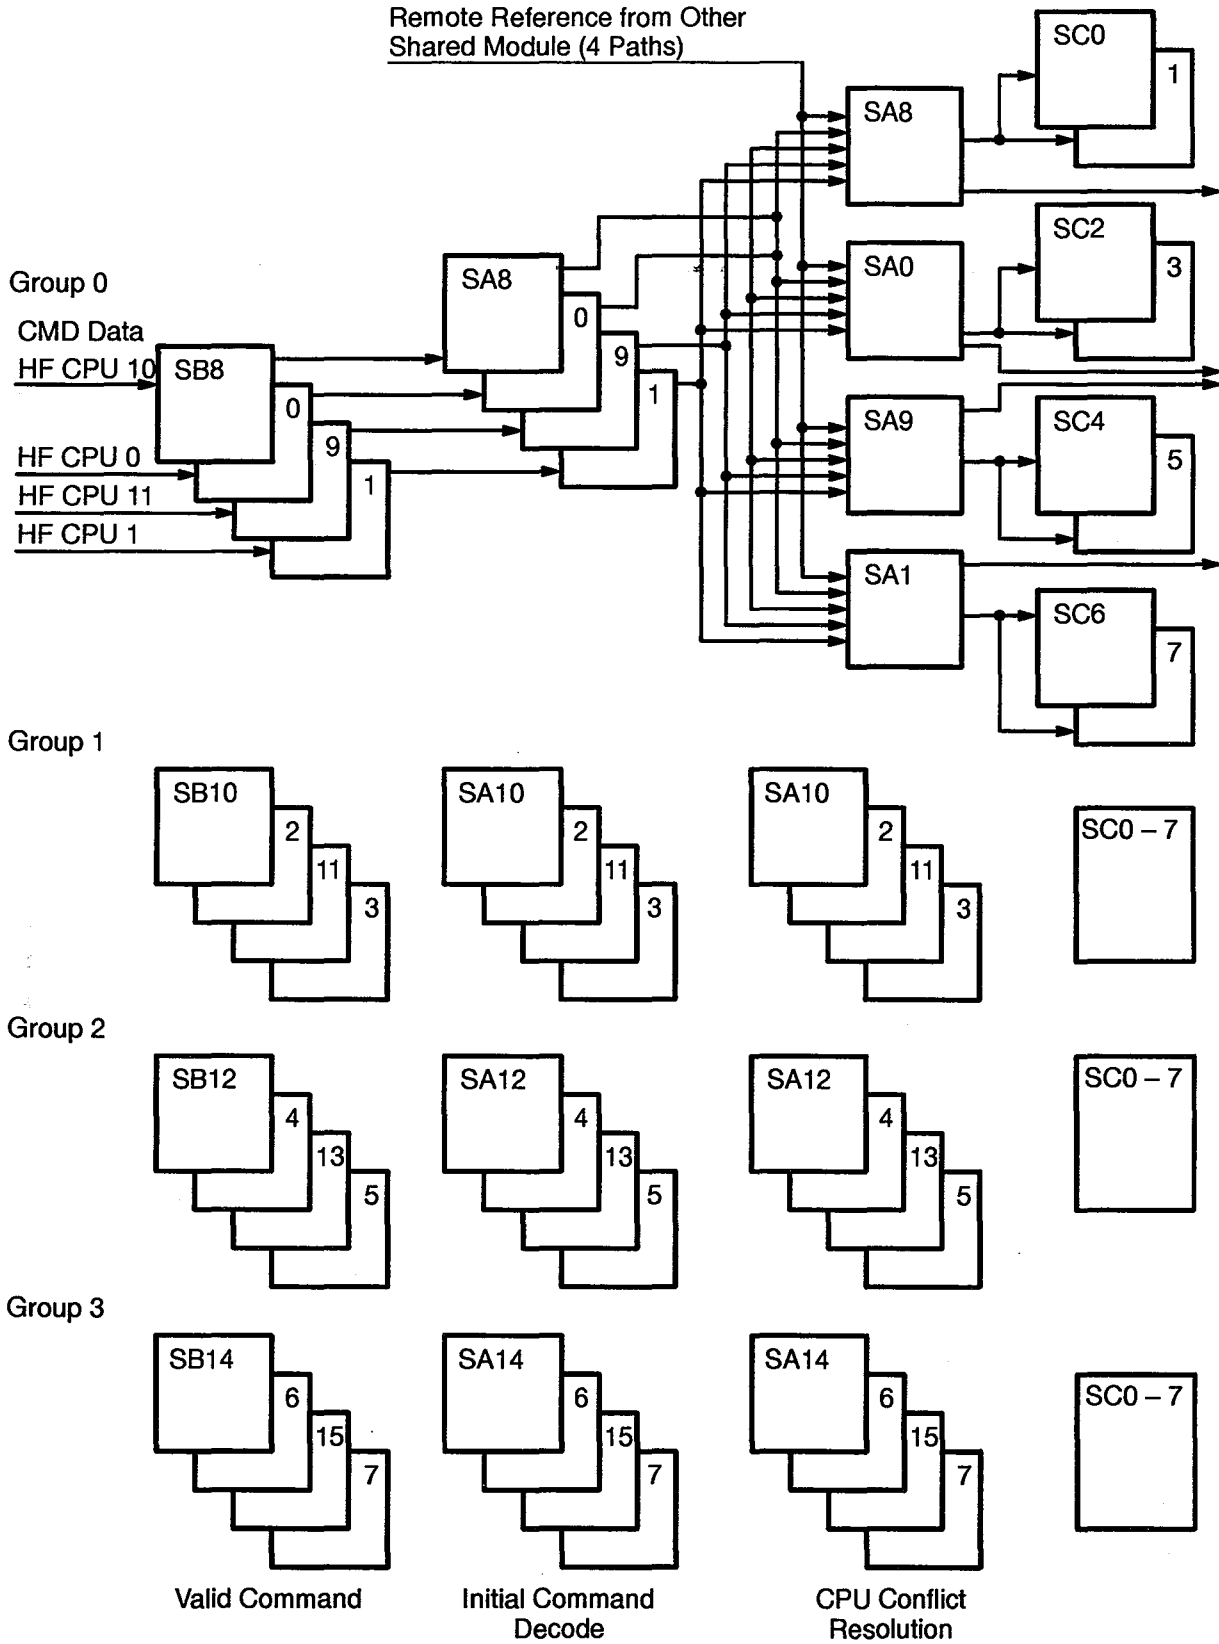 Remote Reference from Other
Shared Module (4 Paths)
SC0
1
SA8
SC2
3
SA8
0
9
1
SA0
Group 0
CMD Data
HF CPU 10
SB8
0
9
1
HF CPU 0
HF CPU 11
HF CPU 1
SA9
SC4
5
SA1
SC6
7
Group 1
SB10
2
11
3
SA10
2
11
3
SA10
2
11
3
SC0 – 7
Group 2
SB12
4
13
5
SA12
4
13
5
SA12
4
13
5
SC0 – 7
Group 3
SB14
6
15
7
SA14
6
15
7
SA14
6
15
7
SC0 – 7
Valid Command
Initial Command
Decode
CPU Conflict
Resolution